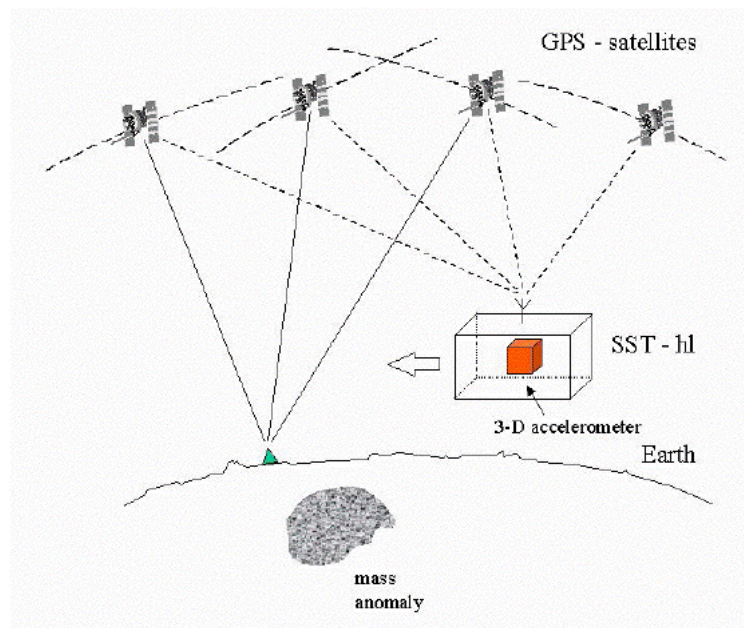 GPS - satellites
SST - hl
3-D accelerometer
Earth
mass
anomaly